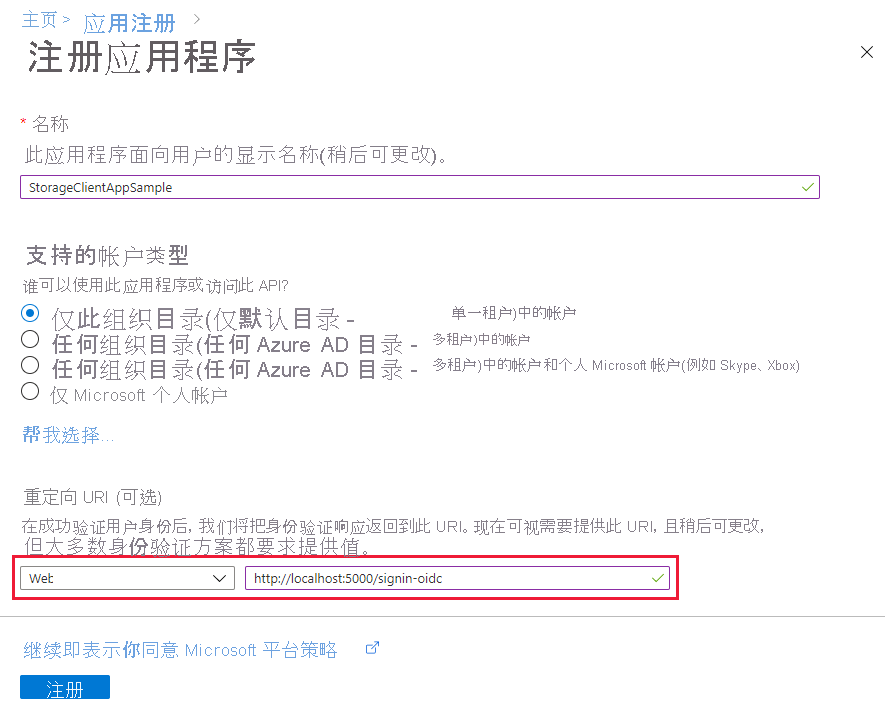 主页 > 应用注册 >
注册应用程序
* 名称
此应用程序面向用户的显示名称(稍后可更改)。
StorageClientAppSample
支持的帐户类型
谁可以使用此应用程序或访问此 API?
仅此组织目录(仅默认目录 - 单一租户)中的帐户
任何组织目录(任何 Azure AD 目录 - 多租户)中的帐户
任何组织目录(任何 Azure AD 目录 - 多租户)中的帐户和个人 Microsoft 帐户(例如 Skype、Xbox)
仅 Microsoft 个人帐户
帮我选择...
重定向 URI (可选)
在成功验证用户身份后, 我们将把身份验证响应返回到此 URI。现在可视需要提供此 URI, 且稍后可更改,
但大多数身份验证方案都要求提供值。
Web http://localhost:5000/signin-oidc
继续即表示你同意 Microsoft 平台策略
注册